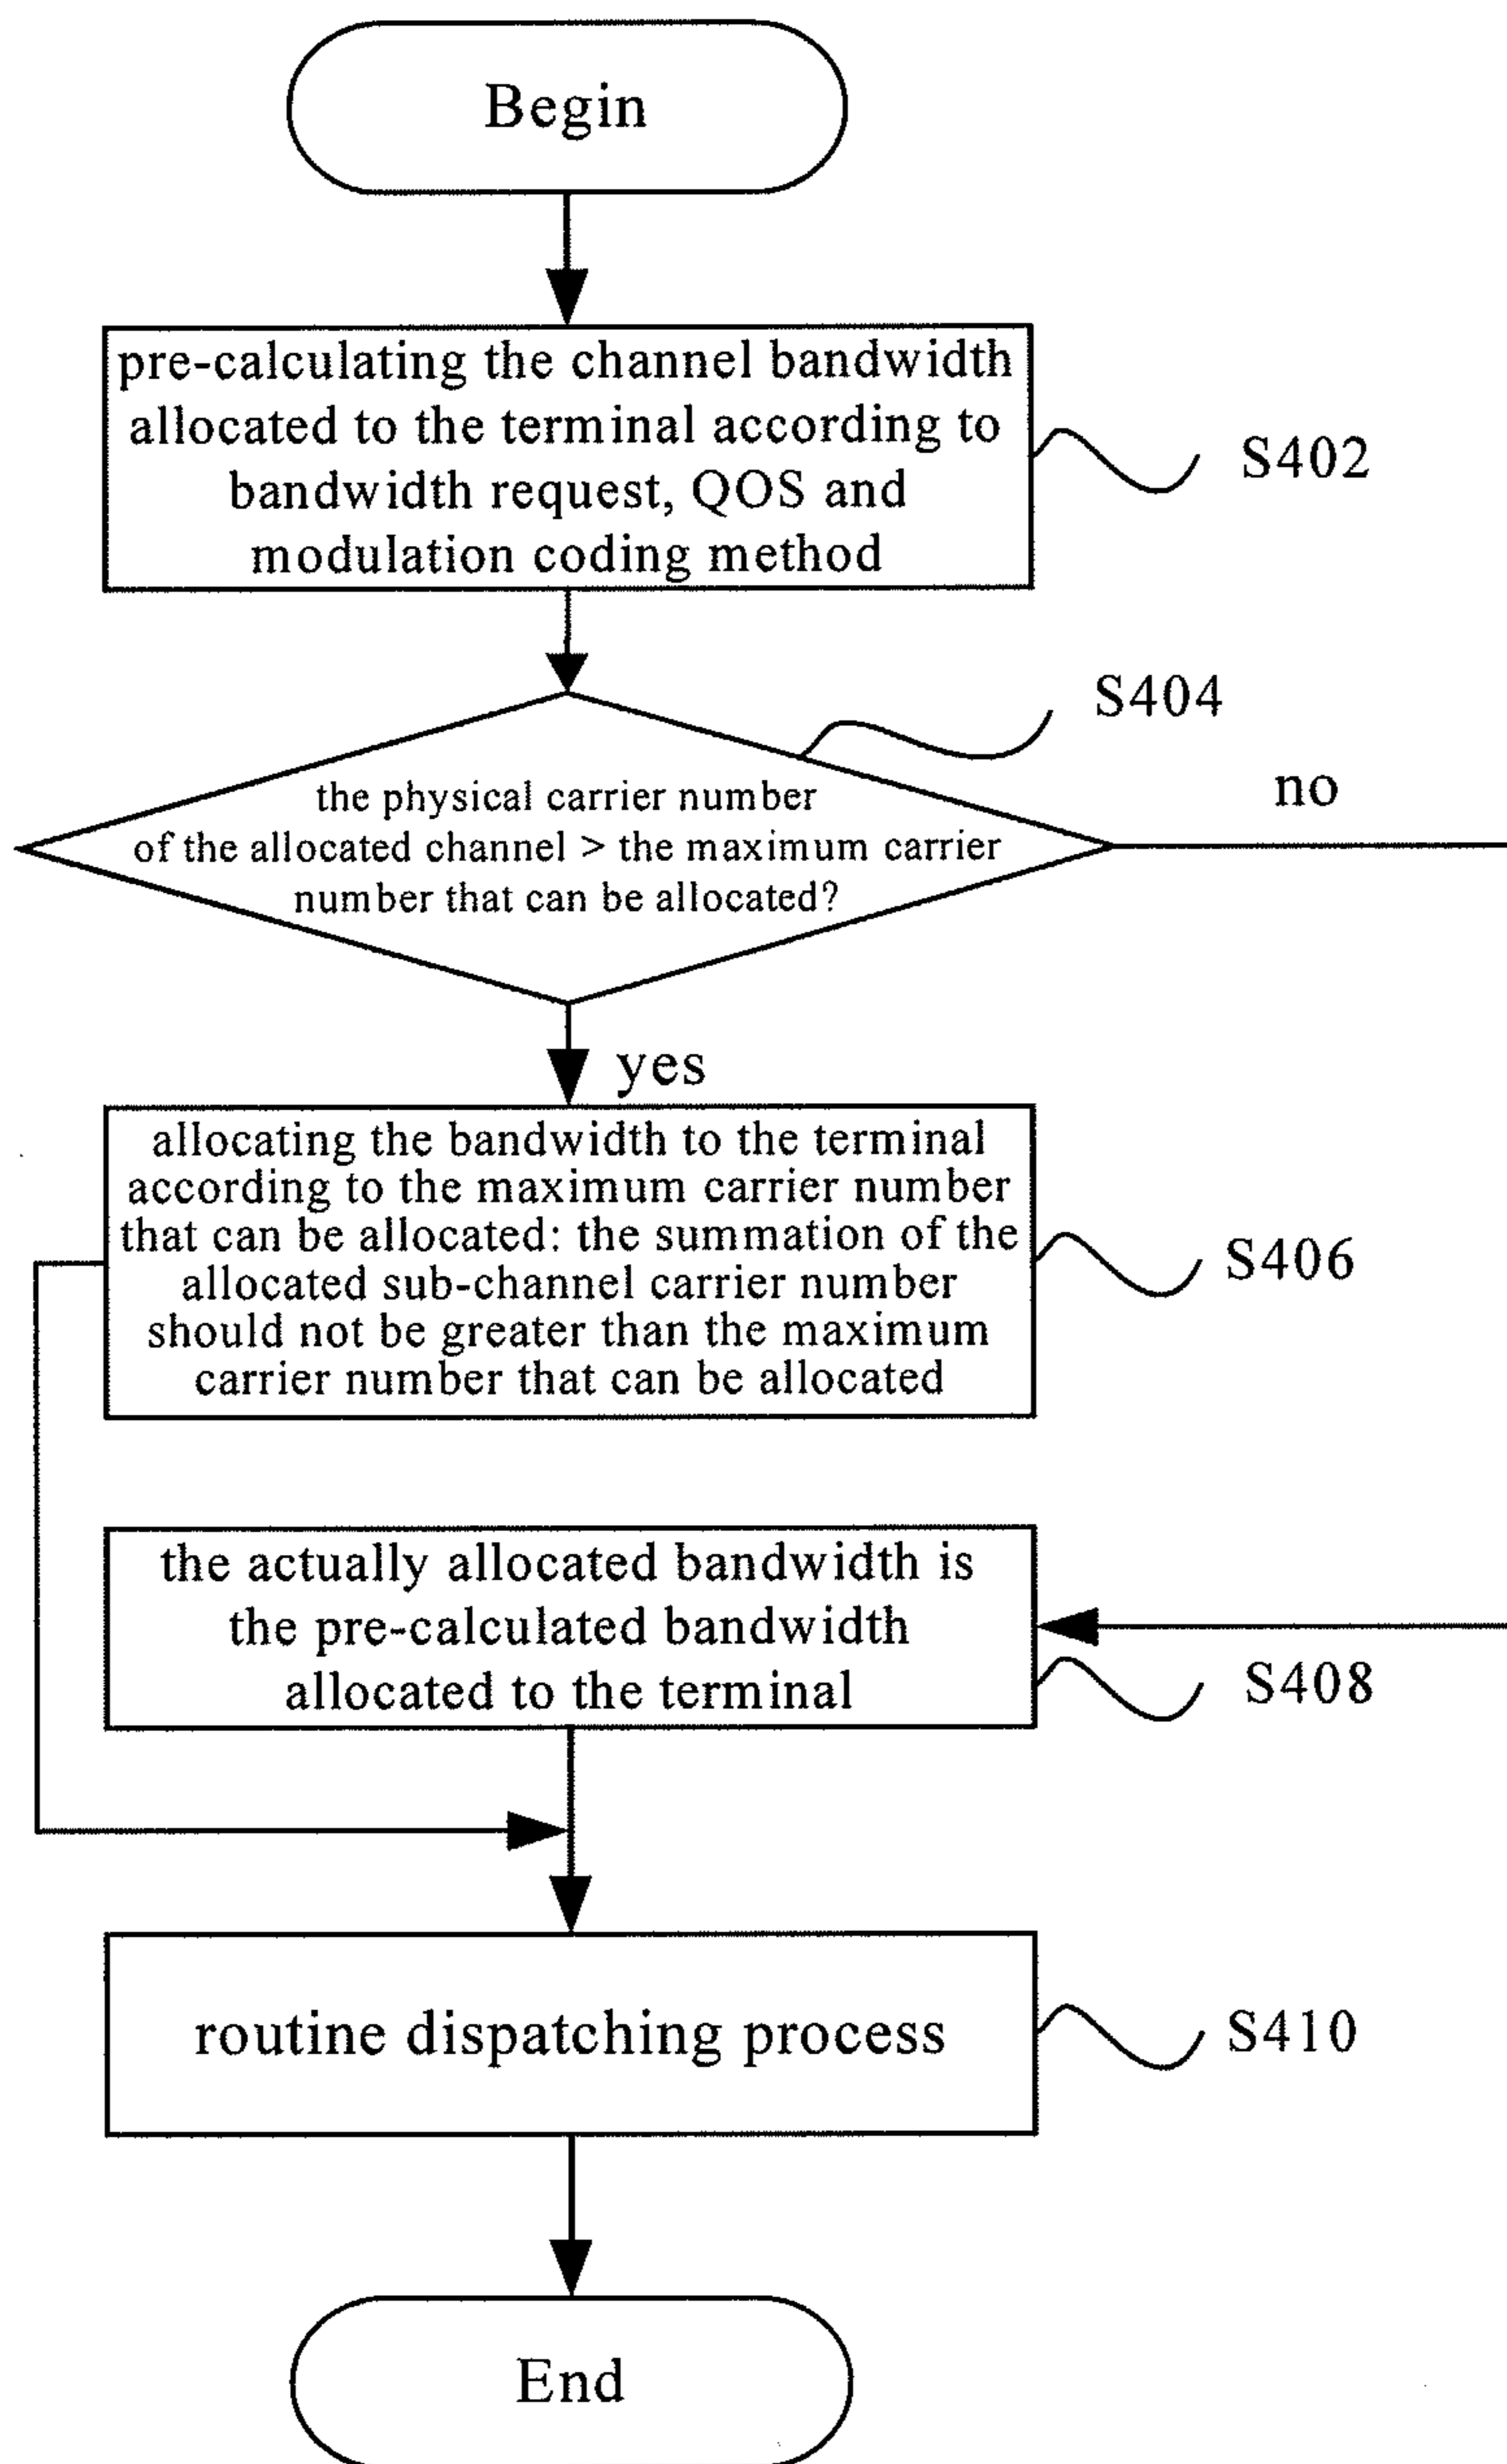 Begin
pre-calculating the channel bandwidth
allocated to the terminal according to
bandwidth request, QOS and
modulation coding method
S402
S404
the physical carrier number
of the allocated channel > the maximum carrier
number that can be allocated?
no
yes
allocating the bandwidth to the terminal
according to the maximum carrier number
that can be allocated: the summation of the
allocated sub-channel carrier number
should not be greater than the maximum
carrier number that can be allocated
S406
the actually allocated bandwidth is
the pre-calculated bandwidth
allocated to the terminal
S408
routine dispatching process
S410
End